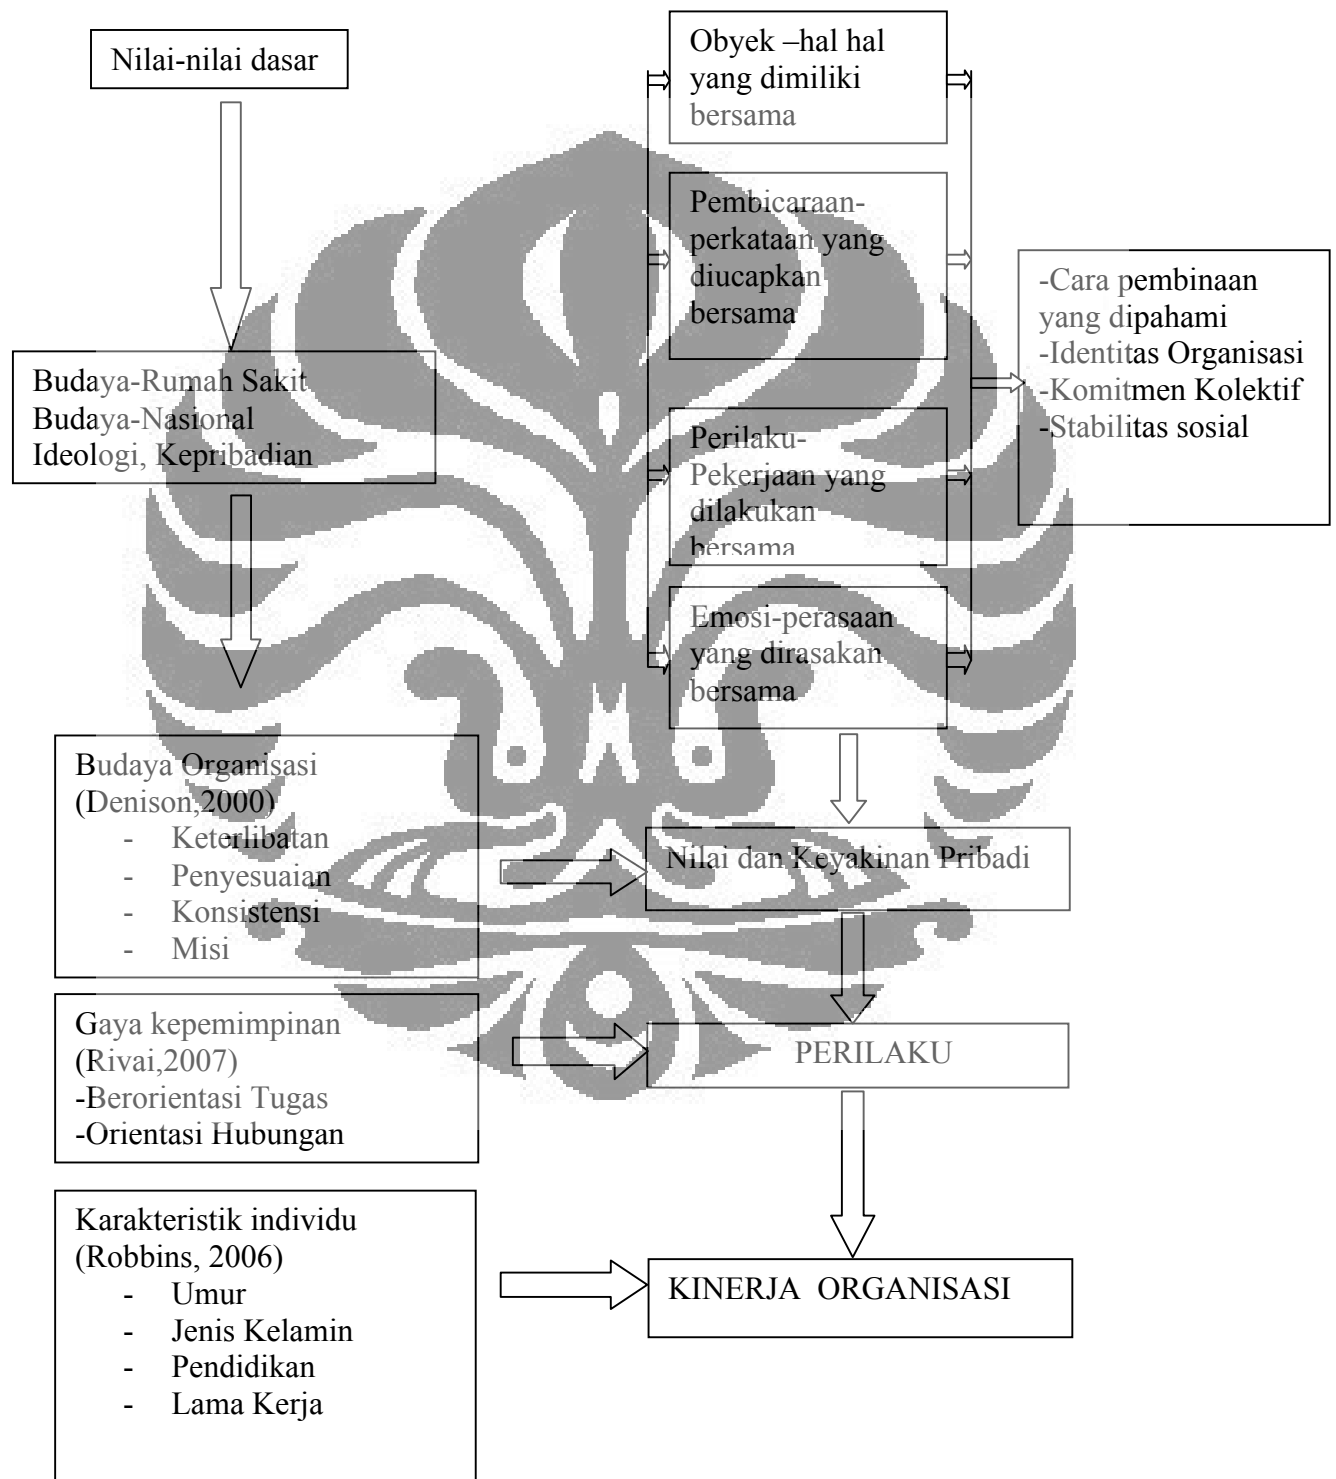 Nilai-nilai dasar
Budaya-Rumah Sakit
Budaya-Nasional
Ideologi, Kepribadian
Budaya Organisasi
(Denison,2000)
- Keterlibatan
- Penyesuaian
- Konsistensi
- Misi
Gaya kepemimpinan
(Rivai,2007)
-Berorientasi Tugas
-Orientasi Hubungan
Karakteristik individu
(Robbins, 2006)
- Umur
- Jenis Kelamin
- Pendidikan
- Lama Kerja
Obyek –hal hal
yang dimiliki
bersama
Pembicaraan-
perkataan yang
diucapkan
bersama
Perilaku-
Pekerjaan yang
dilakukan
bersama
Emosi-perasaan
yang dirasakan
bersama
-Cara pembinaan
yang dipahami
-Identitas Organisasi
-Komitmen Kolektif
-Stabilitas sosial
Nilai dan Keyakinan Pribadi
PERILAKU
KINERJA ORGANISASI